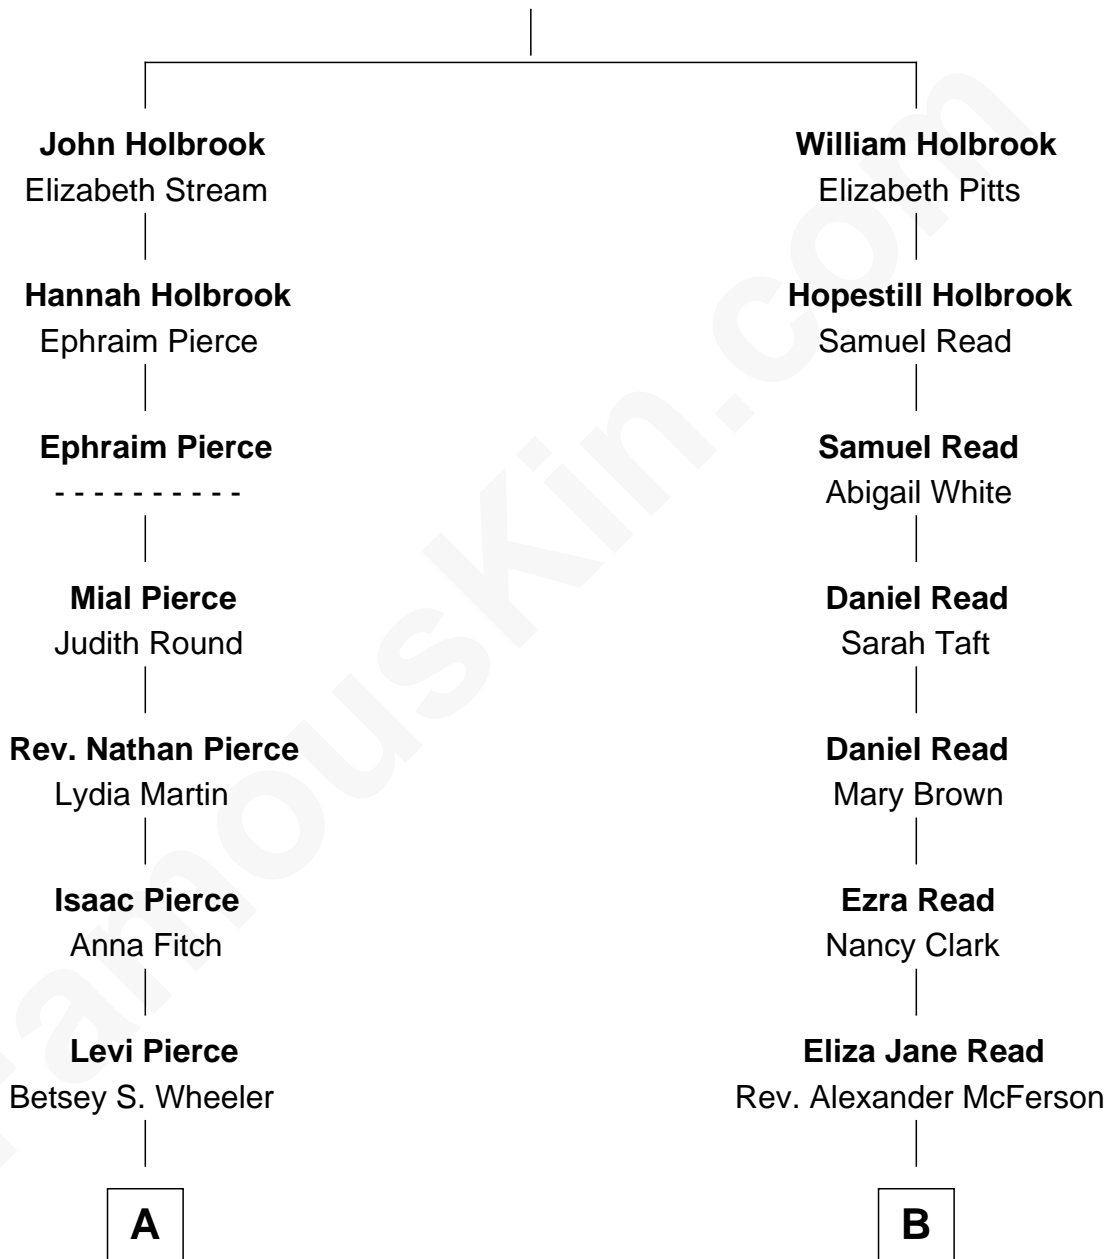 John Holbrook
Elizabeth Stream
Hannah Holbrook
Ephraim Pierce
Ephraim Pierce
- - - - - - - - - -
Mial Pierce
Judith Round
Rev. Nathan Pierce
Lydia Martin
Isaac Pierce
Anna Fitch
Levi Pierce
Betsey S. Wheeler
A
William Holbrook
Elizabeth Pitts
Hopestill Holbrook
Samuel Read
Samuel Read
Abigail White
Daniel Read
Sarah Taft
Daniel Read
Mary Brown
Ezra Read
Nancy Clark
Eliza Jane Read
Rev. Alexander McFerson
B
FamousKin.com